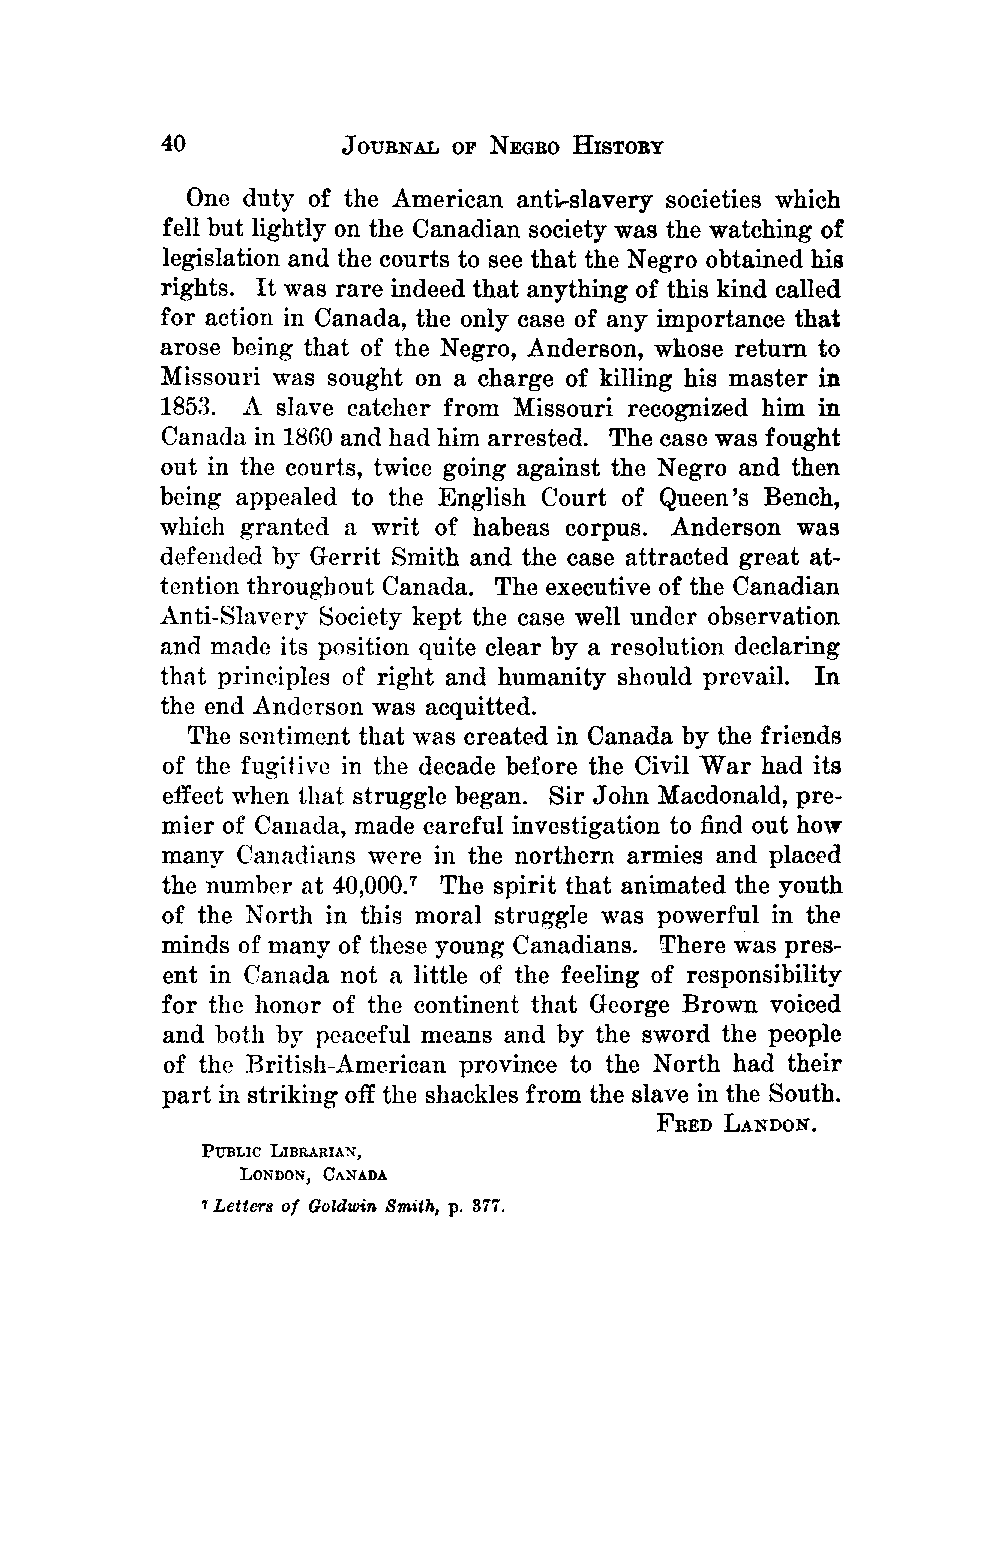 40 JOURNAL OF NEGRO HISTORY
One duty of the American anti-slavery societies which
fell but lightly on the Canadian society was the watching of
legislation and the courts to see that the Negro obtained his
rights. It was rare indeed that anything of this kind called
for action in Canada, the only case of any importance that
arose being that of the Negro, Anderson, whose return to
Missouri was sought on a charge of killing his master in
1853. A slave catcher from Missouri recognized him in
Canada in 1860 and had him arrested. The case was fought
out in the courts, twice going against the Negro and then
being appealed to the English Court of Queen's Bench,
which granted a writ of habeas corpus. Anderson was
defended by Gerrit Smith and the case attracted great at-
tention throughout Canada. The executive of the Canadian
Anti-Slavery Society kept the case well under observation
and made its position quite clear by a resolution declaring
that principles of right and humanity should prevail. In
the end Anderson was acquitted.
The sentiment that was created in Canada by the friends
of the fugitive in the decade before the Civil War had its
effect when that struggle began. Sir John Macdonald, pre-
mier of Canada, made careful investigation to find out how
many Canadians were in the northern armies and placed
the number at 40,000.⁷ The spirit that animated the youth
of the North in this moral struggle was powerful in the
minds of many of these young Canadians. There was pres-
ent in Canada not a little of the feeling of responsibility
for the honor of the continent that George Brown voiced
and both by peaceful means and by the sword the people
of the British-American province to the North had their
part in striking off the shackles from the slave in the South.
FRED LANDON.
PUBLIC LIBRARIAN,
LONDON, CANADA
⁷ Letters of Goldwin Smith, p. 377.